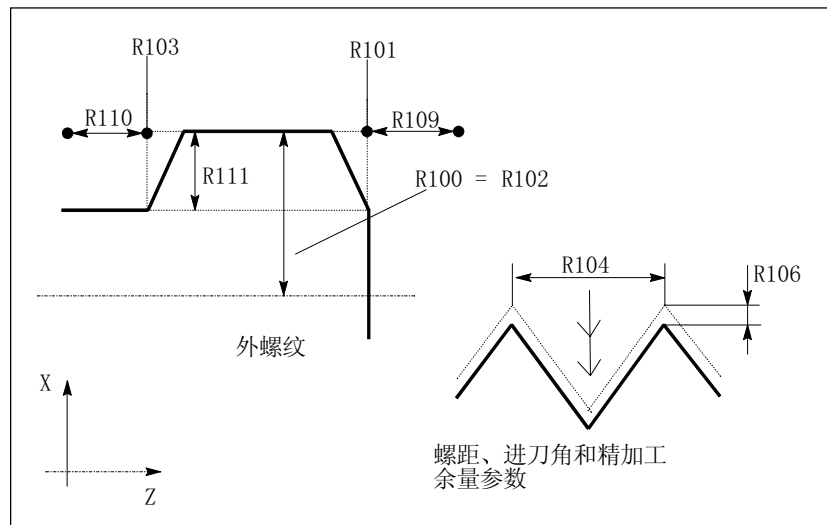 R103
R101
R110
R109
R111
R100 = R102
R104
R106
外螺纹
X
Z
螺距、进刀角和精加工
余量参数